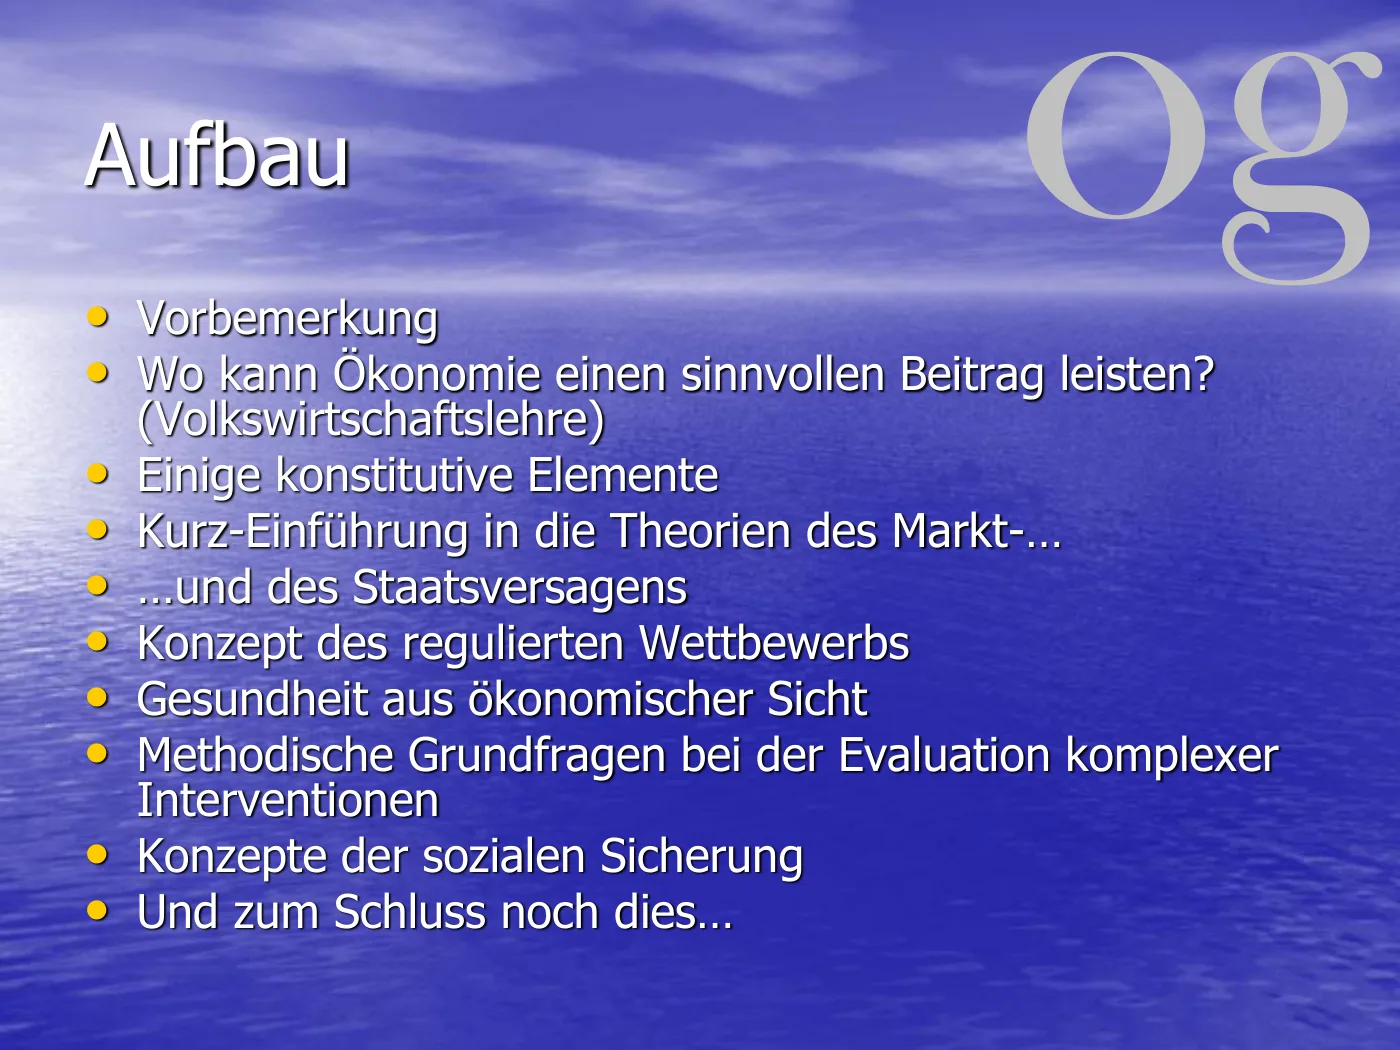 og
Aufbau
• Vorbemerkung
• Wo kann Ökonomie einen sinnvollen Beitrag leisten?
(Volkswirtschaftslehre)
• Einige konstitutive Elemente
• Kurz-Einführung in die Theorien des Markt-…
• …und des Staatsversagens
• Konzept des regulierten Wettbewerbs
• Gesundheit aus ökonomischer Sicht
• Methodische Grundfragen bei der Evaluation komplexer
Interventionen
• Konzepte der sozialen Sicherung
• Und zum Schluss noch dies…